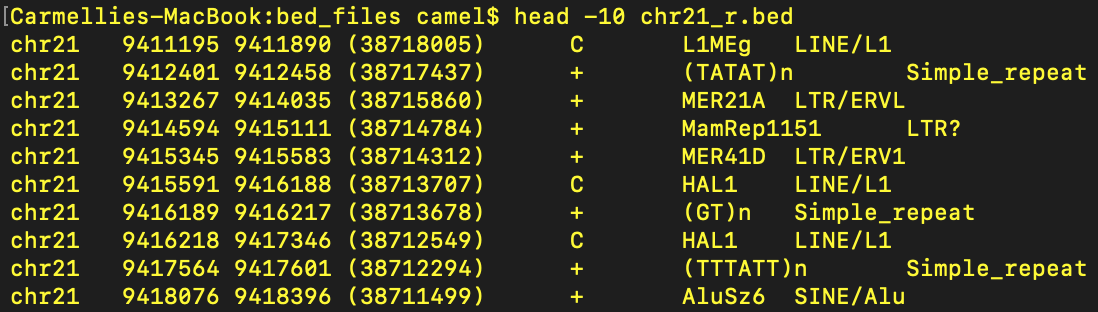 [Carmellies-MacBook:bed_files camel$ head -10 chr21_r.bed
chr21 9411195 9411890 (38718005) C L1MEg LINE/L1
chr21 9412401 9412458 (38717437) + (TATAT)n Simple_repeat
chr21 9413267 9414035 (38715860) + MER21A LTR/ERVL
chr21 9414594 9415111 (38714784) + MamRep1151 LTR?
chr21 9415345 9415583 (38714312) + MER41D LTR/ERV1
chr21 9415591 9416188 (38713707) C HAL1 LINE/L1
chr21 9416189 9416217 (38713678) + (GT)n Simple_repeat
chr21 9416218 9417346 (38712549) C HAL1 LINE/L1
chr21 9417564 9417601 (38712294) + (TTTATT)n Simple_repeat
chr21 9418076 9418396 (38711499) + AluSz6 SINE/Alu